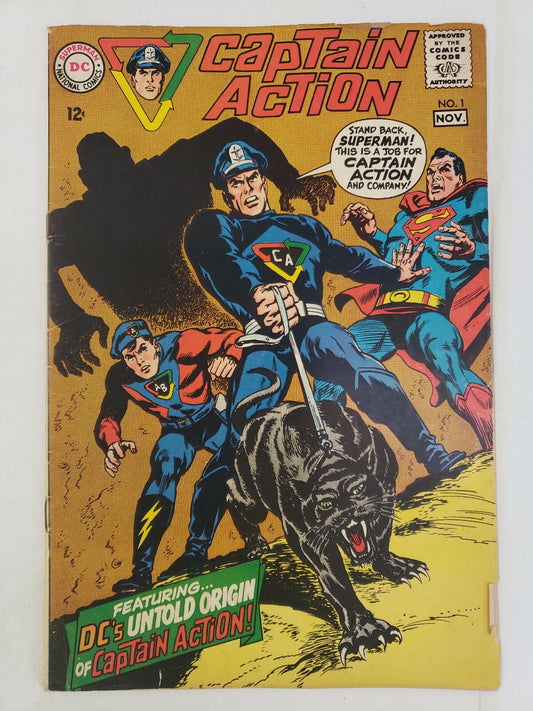 SUPERMAN
DC
NATIONAL COMICS
CAPTAIN
ACTION
APPROVED
BY THE
COMICS
CODE
CA
AUTHORITY
12¢
NO. 1
NOV.
STAND BACK,
SUPERMAN!
THIS IS A JOB FOR
CAPTAIN
ACTION
AND COMPANY!
S
CA
AB
FEATURING...
DC's UNTOLD ORIGIN
OF CAPTAIN ACTION!